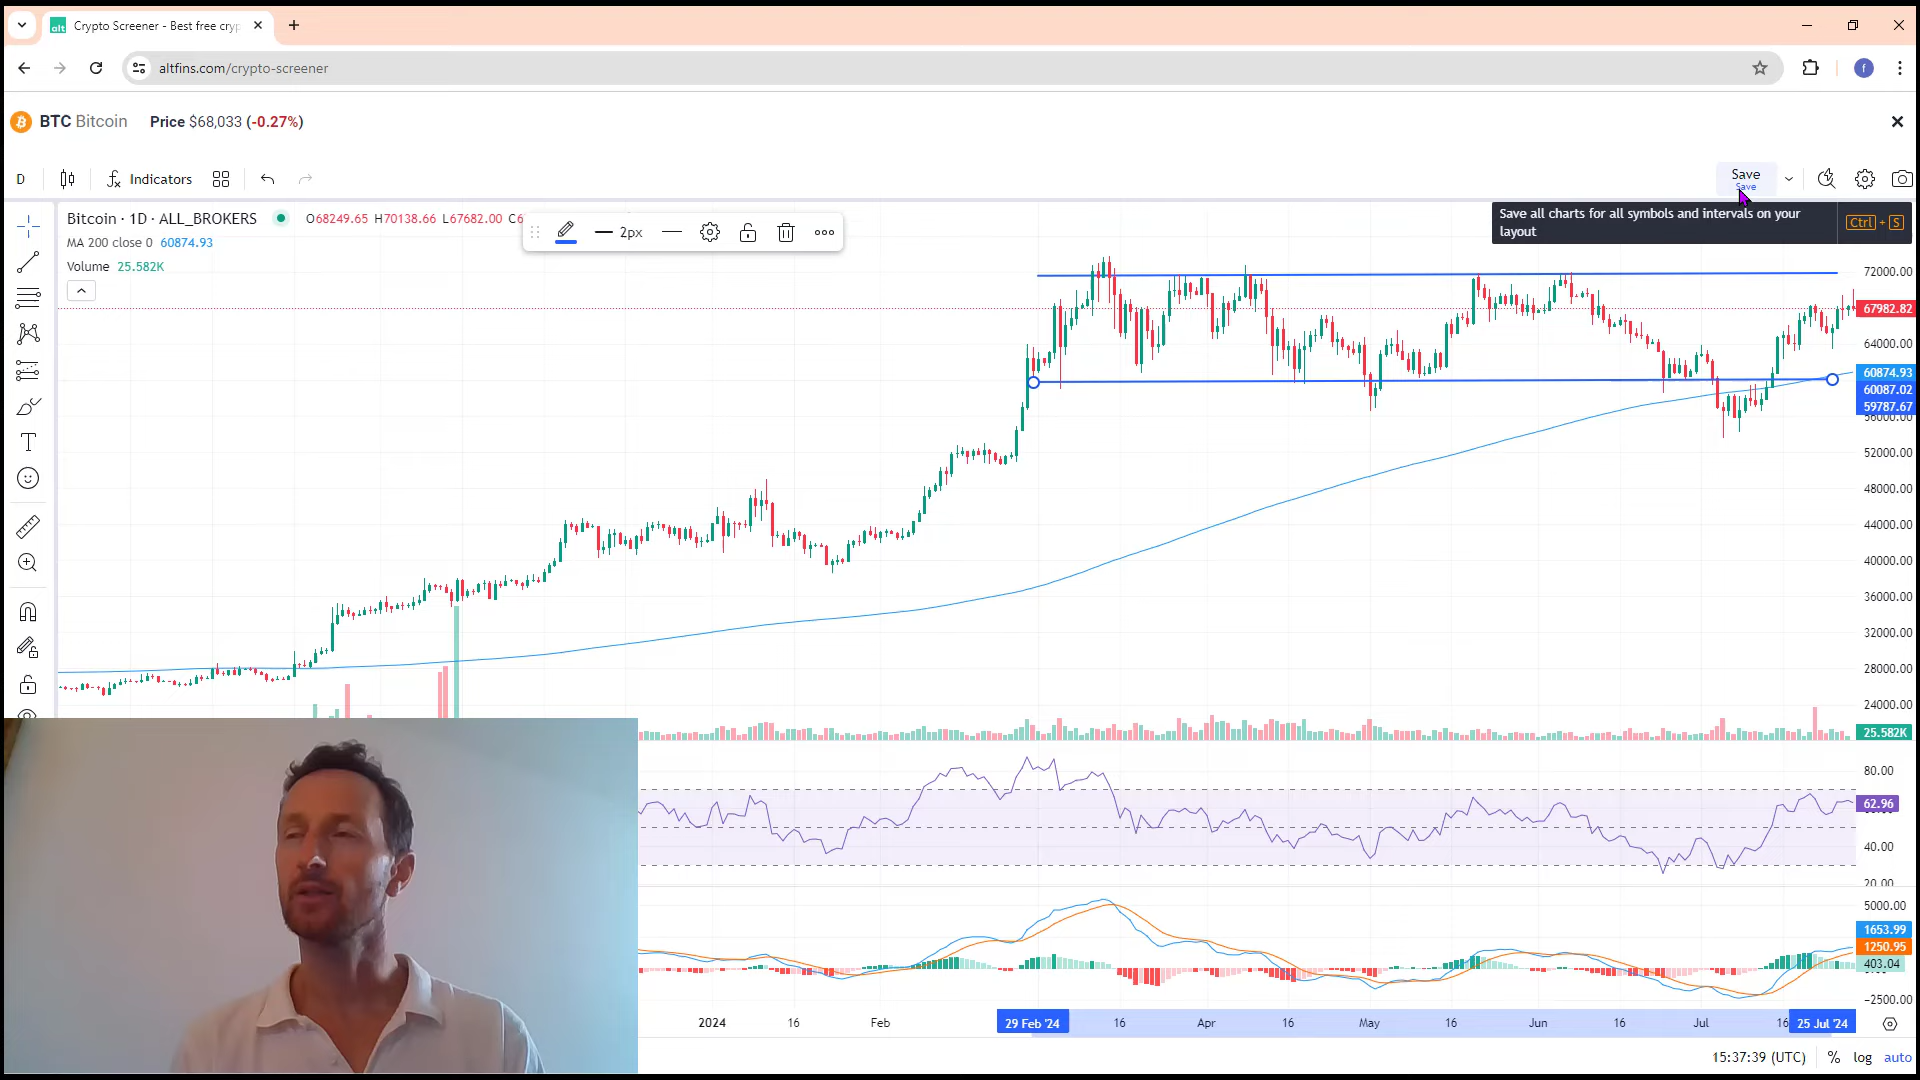 Crypto Screener - Best free cryp
altfins.com/crypto-screener
f
BTC Bitcoin Price $68,033 (-0.27%)
D Indicators Save
Save
Save all charts for all symbols and intervals on your
layout
Ctrl + S
Bitcoin · 1D · ALL_BROKERS O68249.65 H70138.66 L67682.00
2px
MA 200 close 0 60874.93
Volume 25.582K
72000.00
67982.82
64000.00
60874.93
60087.02
59787.67
56000.00
52000.00
48000.00
44000.00
40000.00
36000.00
32000.00
28000.00
24000.00
25.582K
80.00
62.96
40.00
20.00
5000.00
1653.99
1250.95
403.04
−2500.00
2024 16 Feb 29 Feb '24 16 Apr 16 May 16 Jun 16 Jul 16 25 Jul '24
15:37:39 (UTC) % log auto